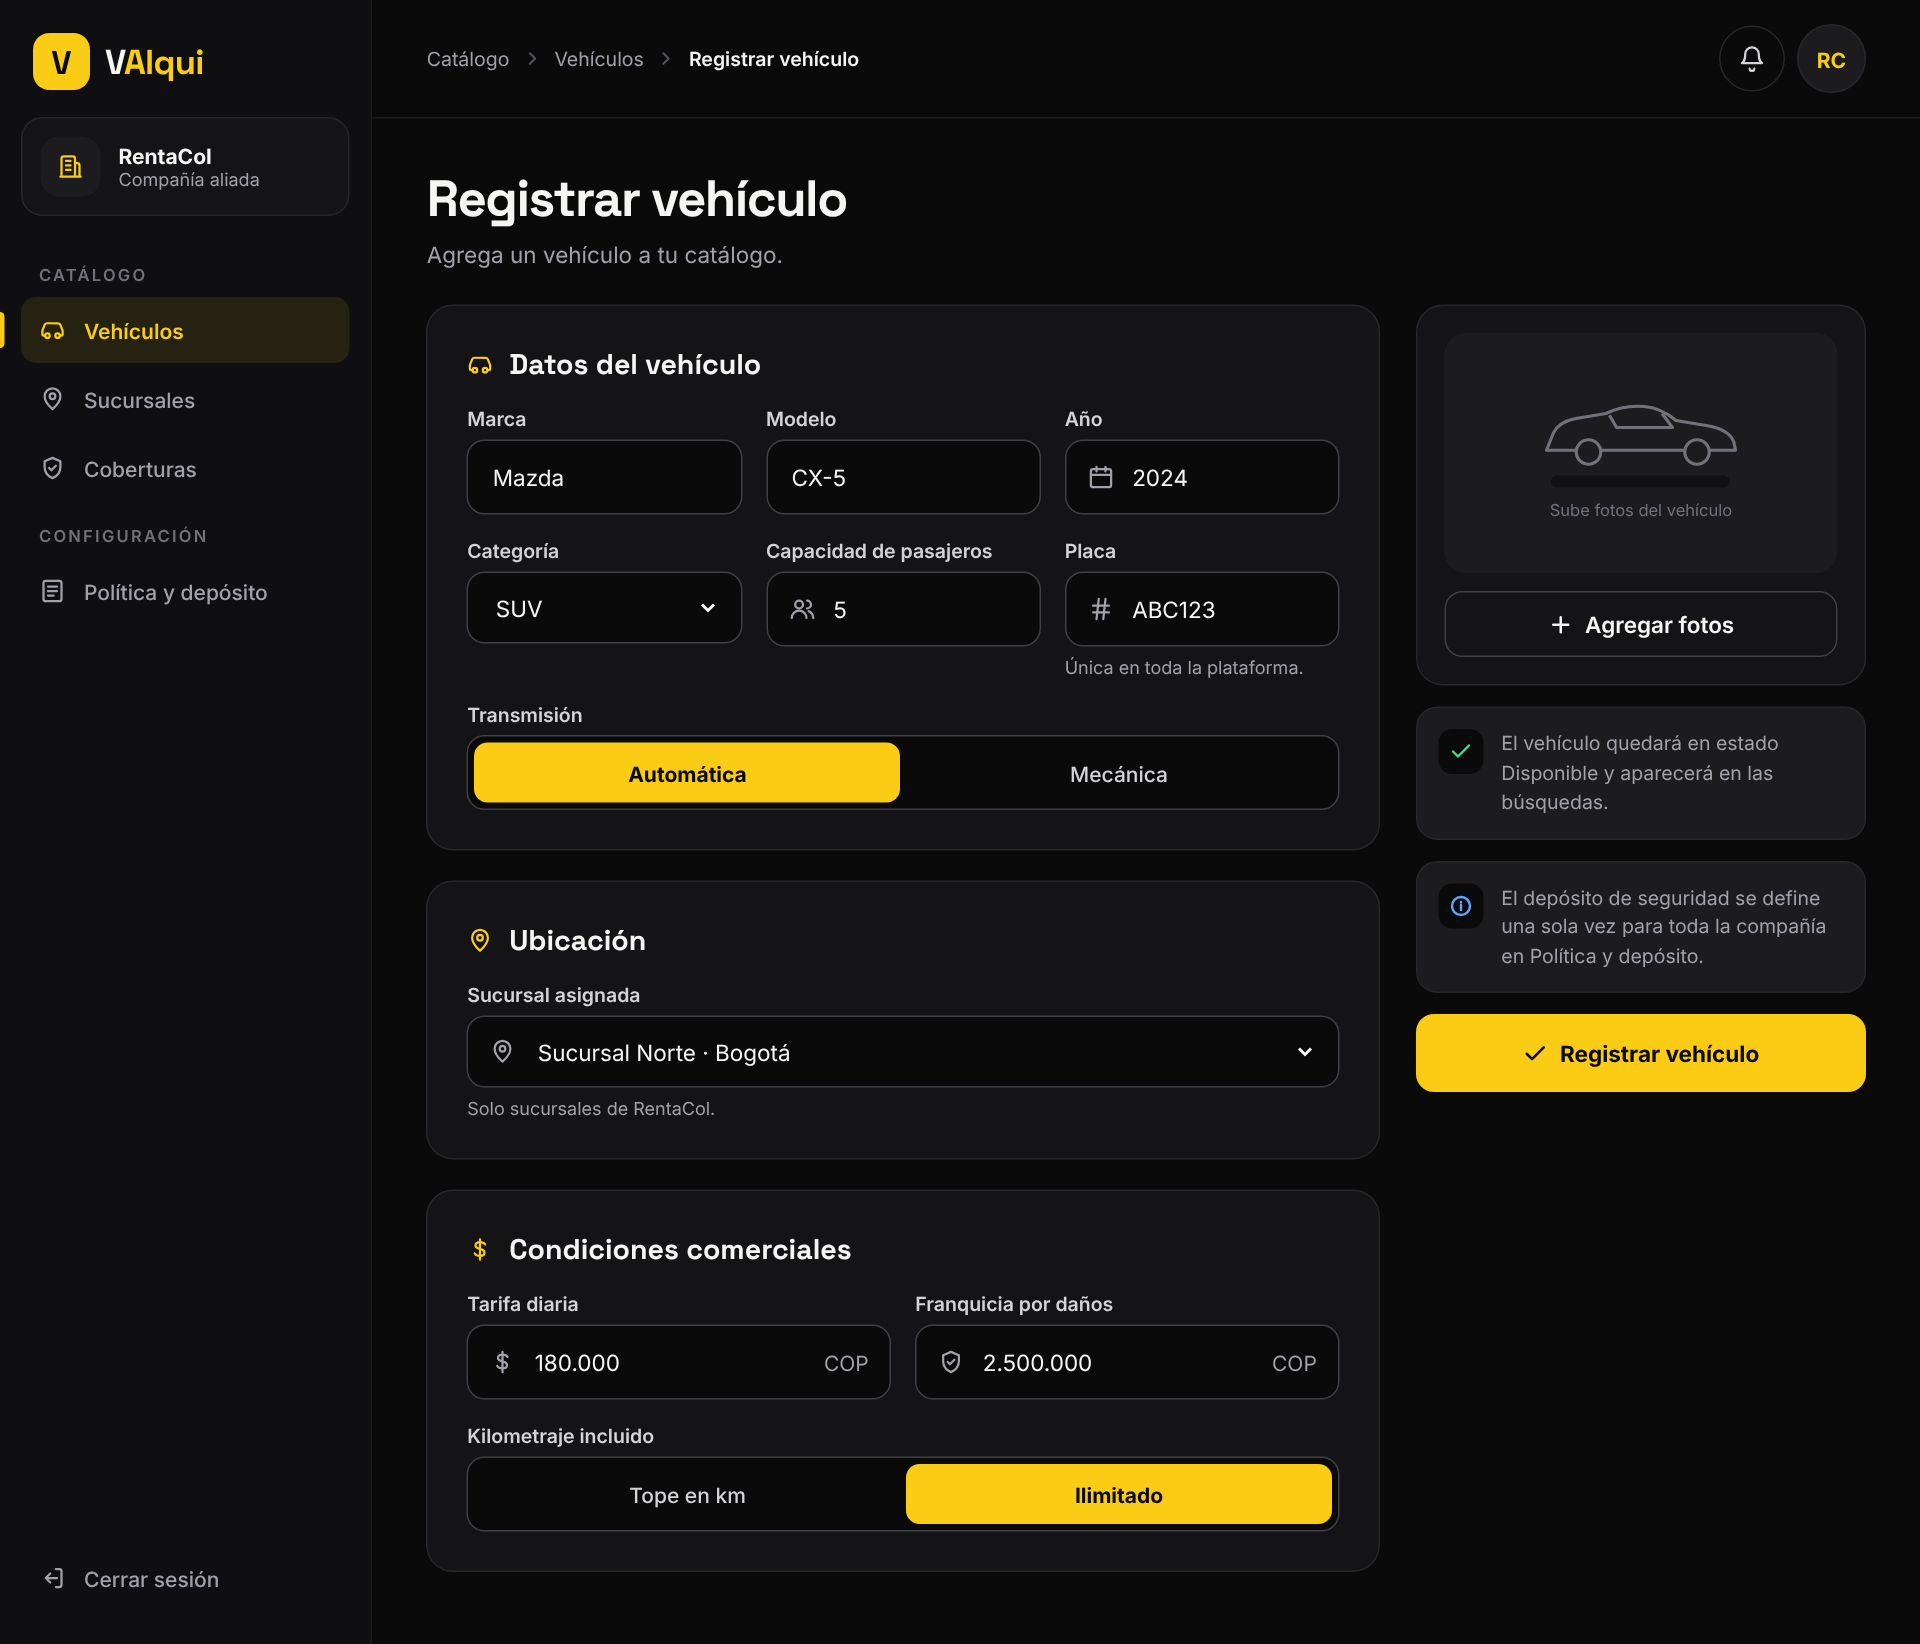 V VAlqui
RentaCol
Compañía aliada
CATÁLOGO
Vehículos
Sucursales
Coberturas
CONFIGURACIÓN
Política y depósito
Cerrar sesión
Catálogo > Vehículos > Registrar vehículo
RC
Registrar vehículo
Agrega un vehículo a tu catálogo.
Datos del vehículo
Marca
Mazda
Modelo
CX-5
Año
2024
Categoría
SUV
Capacidad de pasajeros
5
Placa
# ABC123
Única en toda la plataforma.
Transmisión
Automática
Mecánica
Ubicación
Sucursal asignada
Sucursal Norte · Bogotá
Solo sucursales de RentaCol.
$ Condiciones comerciales
Tarifa diaria
$ 180.000 COP
Franquicia por daños
2.500.000 COP
Kilometraje incluido
Tope en km
Ilimitado
Sube fotos del vehículo
+ Agregar fotos
El vehículo quedará en estado
Disponible y aparecerá en las
búsquedas.
El depósito de seguridad se define
una sola vez para toda la compañía
en Política y depósito.
Registrar vehículo